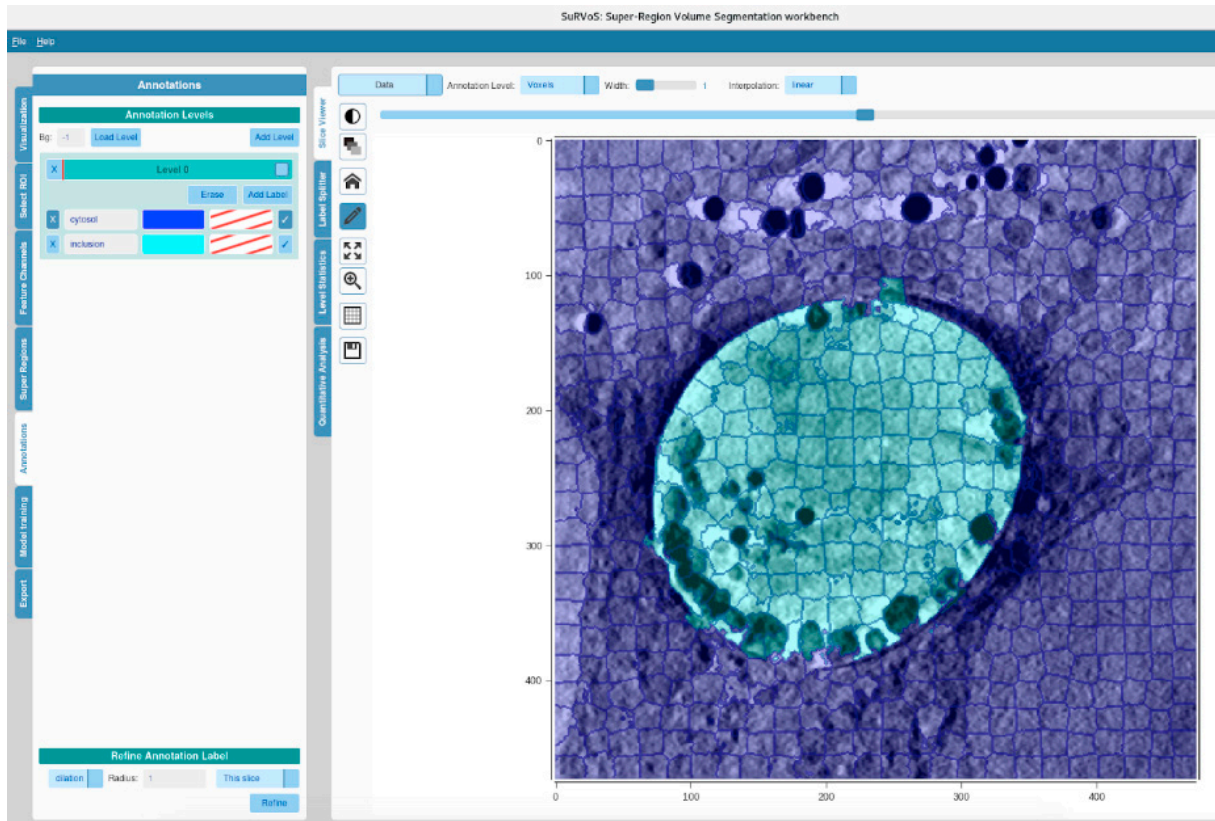 SuRVoS: Super-Region Volume Segmentation workbench
File Help
Visualization
Select ROI
Feature Channels
Super Regions
Annotations
Model training
Export
Annotations
Annotation Levels
Bg: -1 Load Level Add Level
X Level 0
Erase Add Label
X cytosol
X inclusion
Refine Annotation Label
dilation Radius: 1 This slice
Refine
Slice Viewer
Label Splitter
Level Statistics
Quantitative Analysis
Data Annotation Level: Voxels Width: 1 Interpolation: linear
0
100
200
300
400
0 100 200 300 400